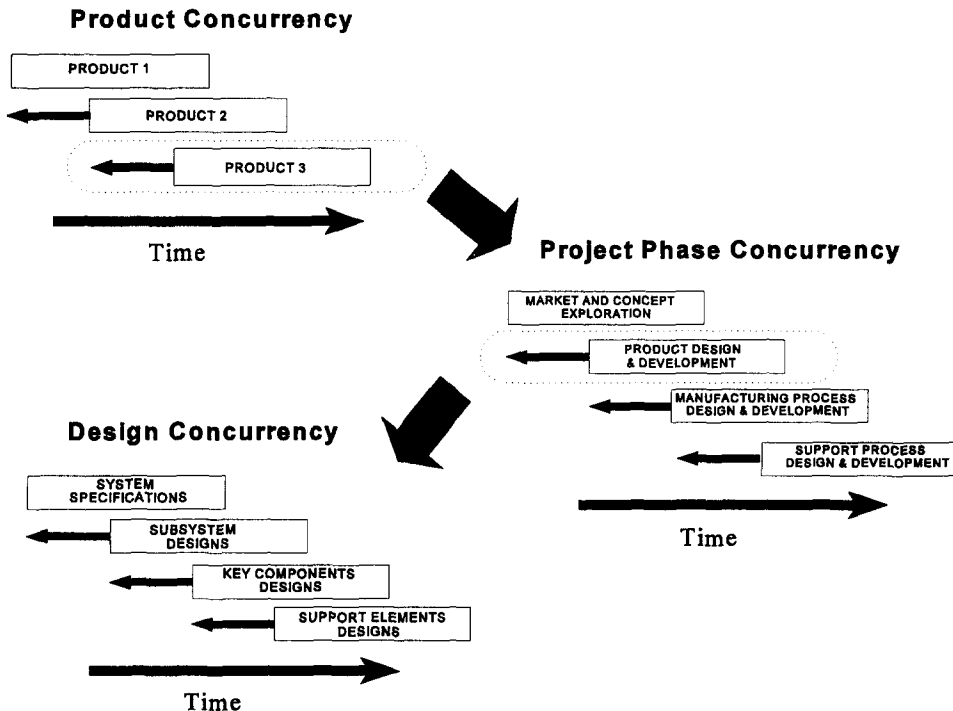 Product Concurrency
PRODUCT 1
PRODUCT 2
PRODUCT 3
Time
Project Phase Concurrency
MARKET AND CONCEPT
EXPLORATION
PRODUCT DESIGN
& DEVELOPMENT
MANUFACTURING PROCESS
DESIGN & DEVELOPMENT
SUPPORT PROCESS
DESIGN & DEVELOPMENT
Time
Design Concurrency
SYSTEM
SPECIFICATIONS
SUBSYSTEM
DESIGNS
KEY COMPONENTS
DESIGNS
SUPPORT ELEMENTS
DESIGNS
Time